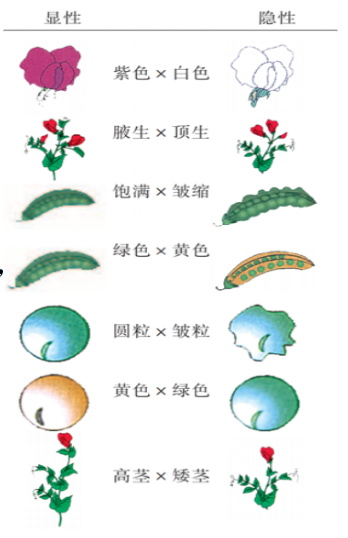 显性 隐性
紫色 × 白色
腋生 × 顶生
饱满 × 皱缩
绿色 × 黄色
，
圆粒 × 皱粒
黄色 × 绿色
高茎 × 矮茎